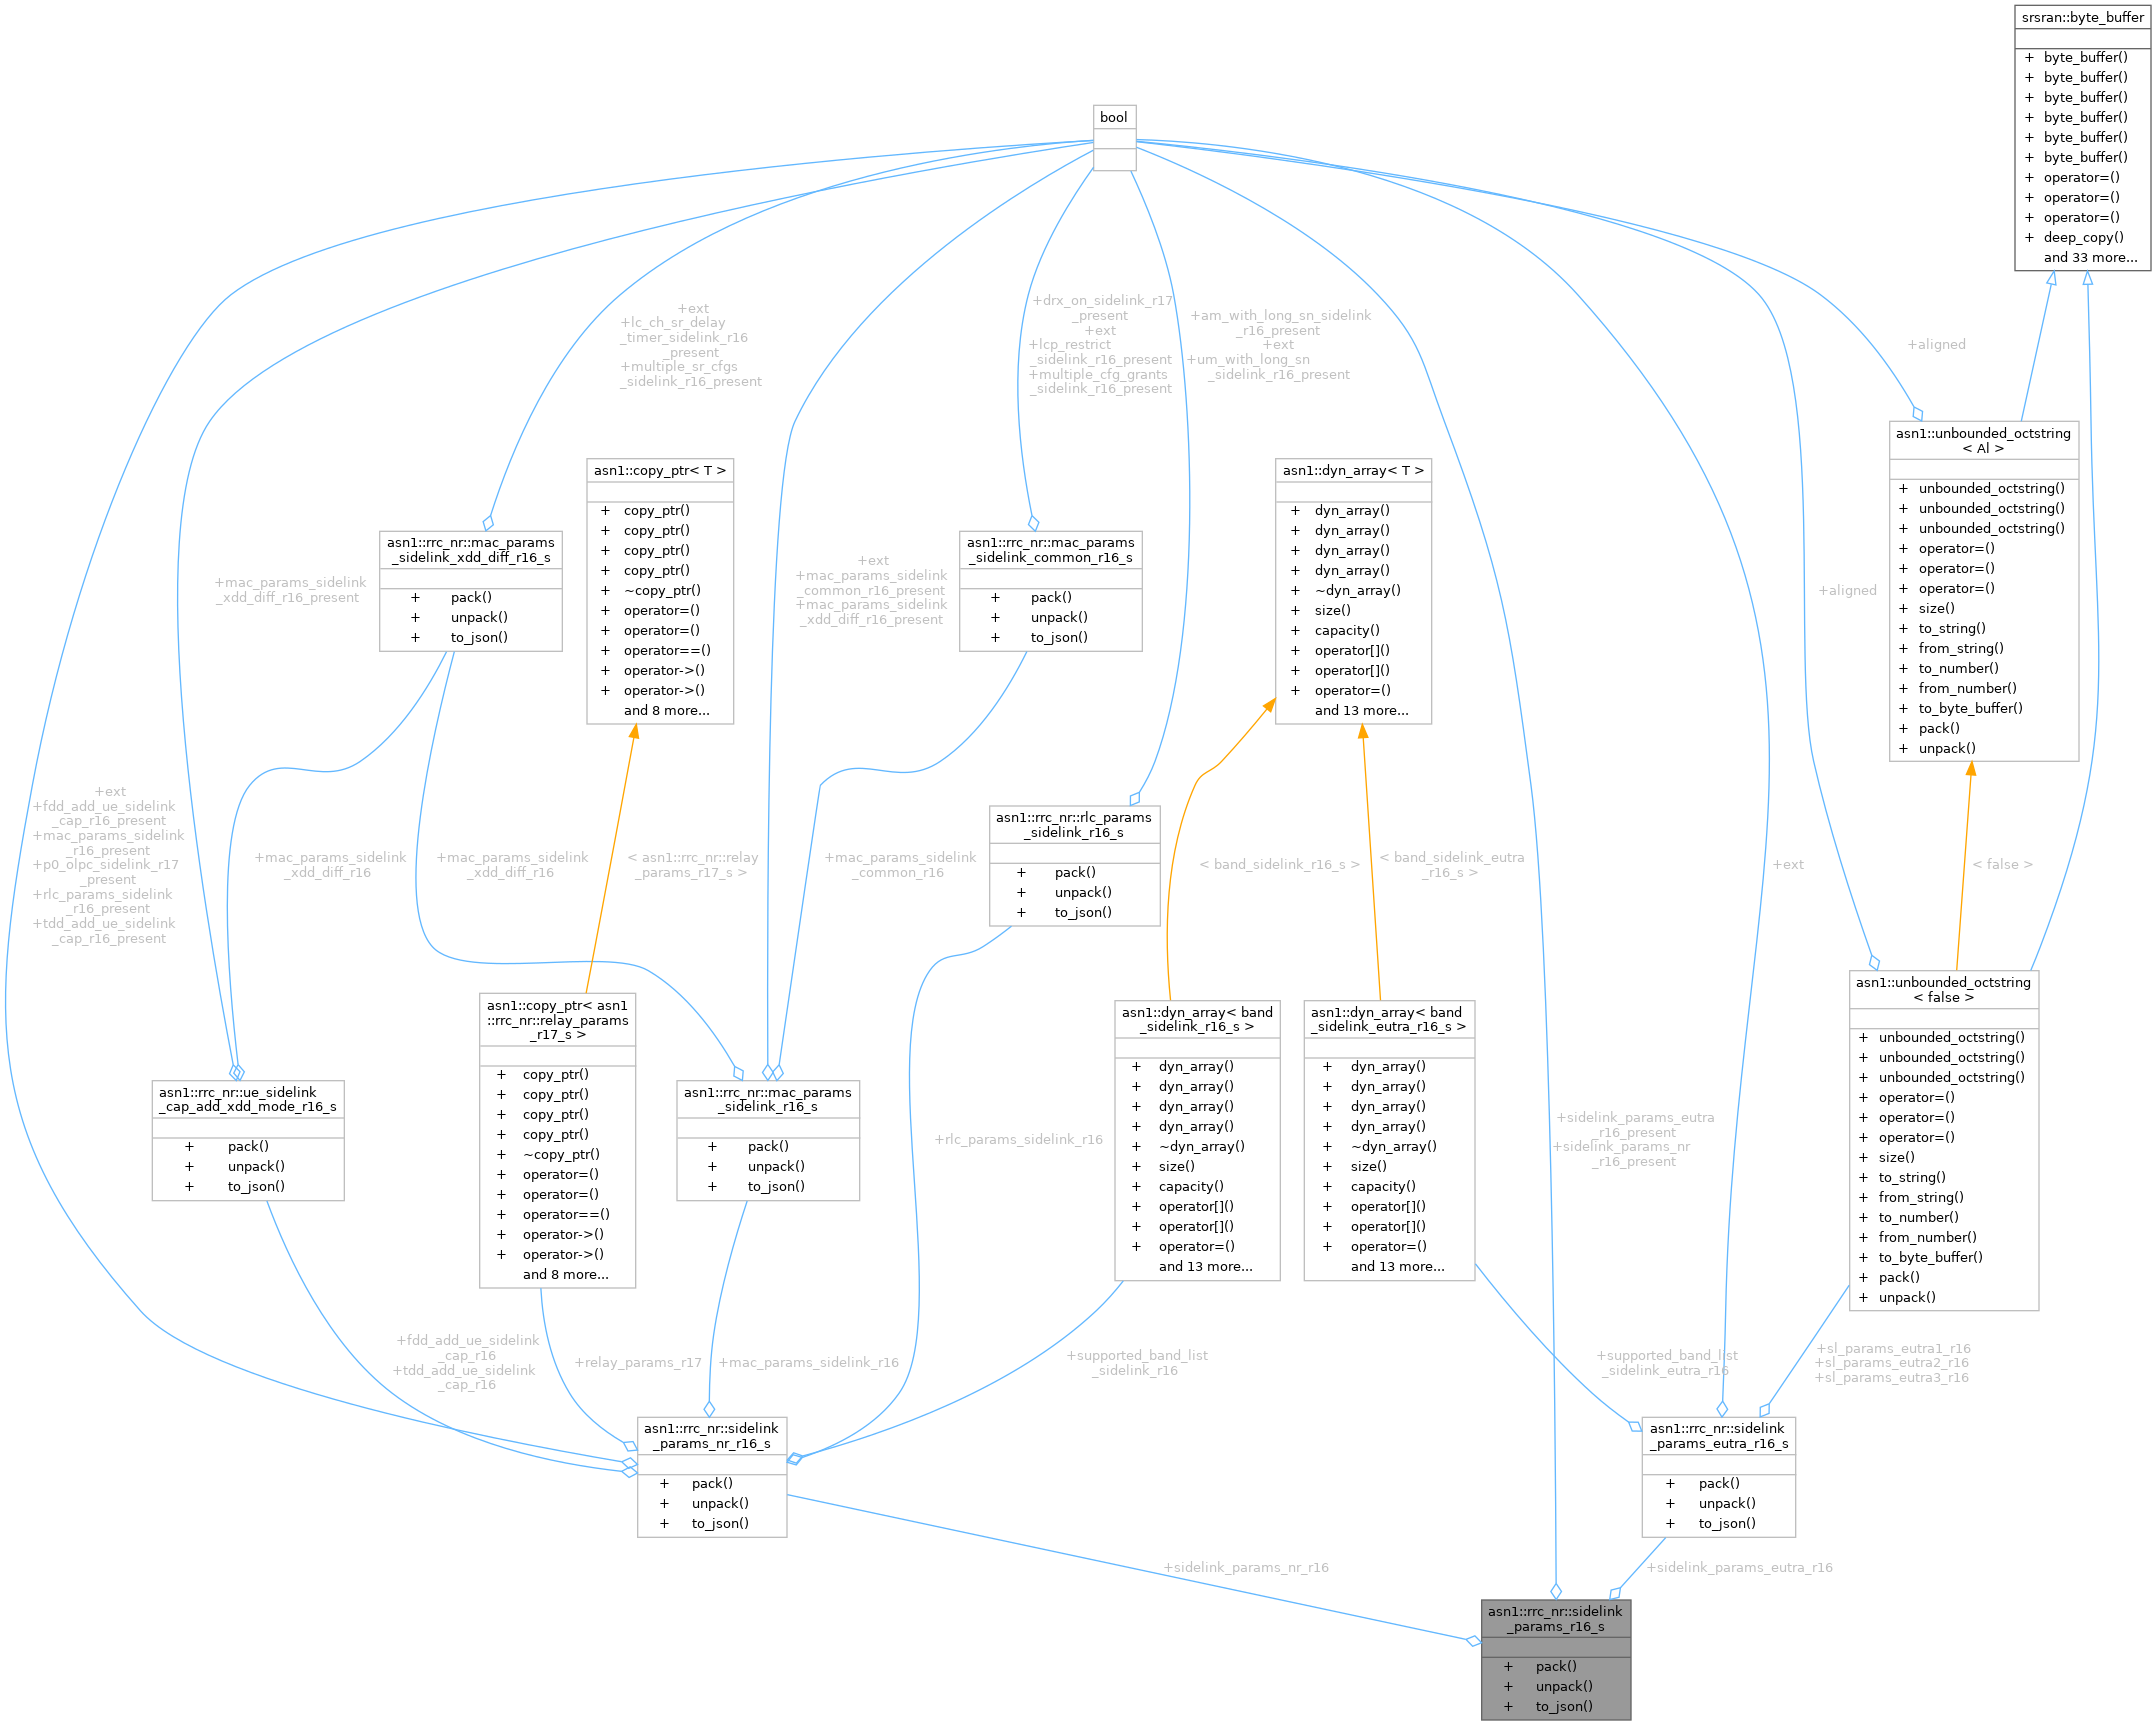 srsran::byte_buffer
+ byte_buffer()
+ byte_buffer()
+ byte_buffer()
+ byte_buffer()
+ byte_buffer()
+ byte_buffer()
+ operator=()
+ operator=()
+ operator=()
+ deep_copy()
and 33 more...
bool
+ext
+lc_ch_sr_delay
_timer_sidelink_r16
_present
+multiple_sr_cfgs
_sidelink_r16_present
+drx_on_sidelink_r17
_present
+ext
+lcp_restrict
_sidelink_r16_present
+multiple_cfg_grants
_sidelink_r16_present
+am_with_long_sn_sidelink
_r16_present
+ext
+um_with_long_sn
_sidelink_r16_present
+aligned
asn1::unbounded_octstring
< Al >
+ unbounded_octstring()
+ unbounded_octstring()
+ unbounded_octstring()
+ operator=()
+ operator=()
+ operator=()
+ size()
+ to_string()
+ from_string()
+ to_number()
+ from_number()
+ to_byte_buffer()
+ pack()
+ unpack()
asn1::copy_ptr< T >
+ copy_ptr()
+ copy_ptr()
+ copy_ptr()
+ copy_ptr()
+ ~copy_ptr()
+ operator=()
+ operator=()
+ operator==()
+ operator->()
+ operator->()
and 8 more...
asn1::dyn_array< T >
+ dyn_array()
+ dyn_array()
+ dyn_array()
+ dyn_array()
+ ~dyn_array()
+ size()
+ capacity()
+ operator[]()
+ operator[]()
+ operator=()
and 13 more...
asn1::rrc_nr::mac_params
_sidelink_xdd_diff_r16_s
+ pack()
+ unpack()
+ to_json()
asn1::rrc_nr::mac_params
_sidelink_common_r16_s
+ pack()
+ unpack()
+ to_json()
+mac_params_sidelink
_xdd_diff_r16_present
+ext
+mac_params_sidelink
_common_r16_present
+mac_params_sidelink
_xdd_diff_r16_present
+aligned
+ext
+fdd_add_ue_sidelink
_cap_r16_present
+mac_params_sidelink
_r16_present
+p0_olpc_sidelink_r17
_present
+rlc_params_sidelink
_r16_present
+tdd_add_ue_sidelink
_cap_r16_present
+mac_params_sidelink
_xdd_diff_r16
+mac_params_sidelink
_xdd_diff_r16
< asn1::rrc_nr::relay
_params_r17_s >
+mac_params_sidelink
_common_r16
asn1::rrc_nr::rlc_params
_sidelink_r16_s
+ pack()
+ unpack()
+ to_json()
< band_sidelink_r16_s >
< band_sidelink_eutra
_r16_s >
+ext
< false >
asn1::unbounded_octstring
< false >
+ unbounded_octstring()
+ unbounded_octstring()
+ unbounded_octstring()
+ operator=()
+ operator=()
+ operator=()
+ size()
+ to_string()
+ from_string()
+ to_number()
+ from_number()
+ to_byte_buffer()
+ pack()
+ unpack()
asn1::rrc_nr::ue_sidelink
_cap_add_xdd_mode_r16_s
+ pack()
+ unpack()
+ to_json()
asn1::copy_ptr< asn1
::rrc_nr::relay_params
_r17_s >
+ copy_ptr()
+ copy_ptr()
+ copy_ptr()
+ copy_ptr()
+ ~copy_ptr()
+ operator=()
+ operator=()
+ operator==()
+ operator->()
+ operator->()
and 8 more...
asn1::rrc_nr::mac_params
_sidelink_r16_s
+ pack()
+ unpack()
+ to_json()
+rlc_params_sidelink_r16
asn1::dyn_array< band
_sidelink_r16_s >
+ dyn_array()
+ dyn_array()
+ dyn_array()
+ dyn_array()
+ ~dyn_array()
+ size()
+ capacity()
+ operator[]()
+ operator[]()
+ operator=()
and 13 more...
asn1::dyn_array< band
_sidelink_eutra_r16_s >
+ dyn_array()
+ dyn_array()
+ dyn_array()
+ dyn_array()
+ ~dyn_array()
+ size()
+ capacity()
+ operator[]()
+ operator[]()
+ operator=()
and 13 more...
+sidelink_params_eutra
_r16_present
+sidelink_params_nr
_r16_present
+fdd_add_ue_sidelink
_cap_r16
+tdd_add_ue_sidelink
_cap_r16
+relay_params_r17
+mac_params_sidelink_r16
+supported_band_list
_sidelink_r16
+supported_band_list
_sidelink_eutra_r16
+sl_params_eutra1_r16
+sl_params_eutra2_r16
+sl_params_eutra3_r16
asn1::rrc_nr::sidelink
_params_nr_r16_s
+ pack()
+ unpack()
+ to_json()
asn1::rrc_nr::sidelink
_params_eutra_r16_s
+ pack()
+ unpack()
+ to_json()
+sidelink_params_nr_r16
+sidelink_params_eutra_r16
asn1::rrc_nr::sidelink
_params_r16_s
+ pack()
+ unpack()
+ to_json()